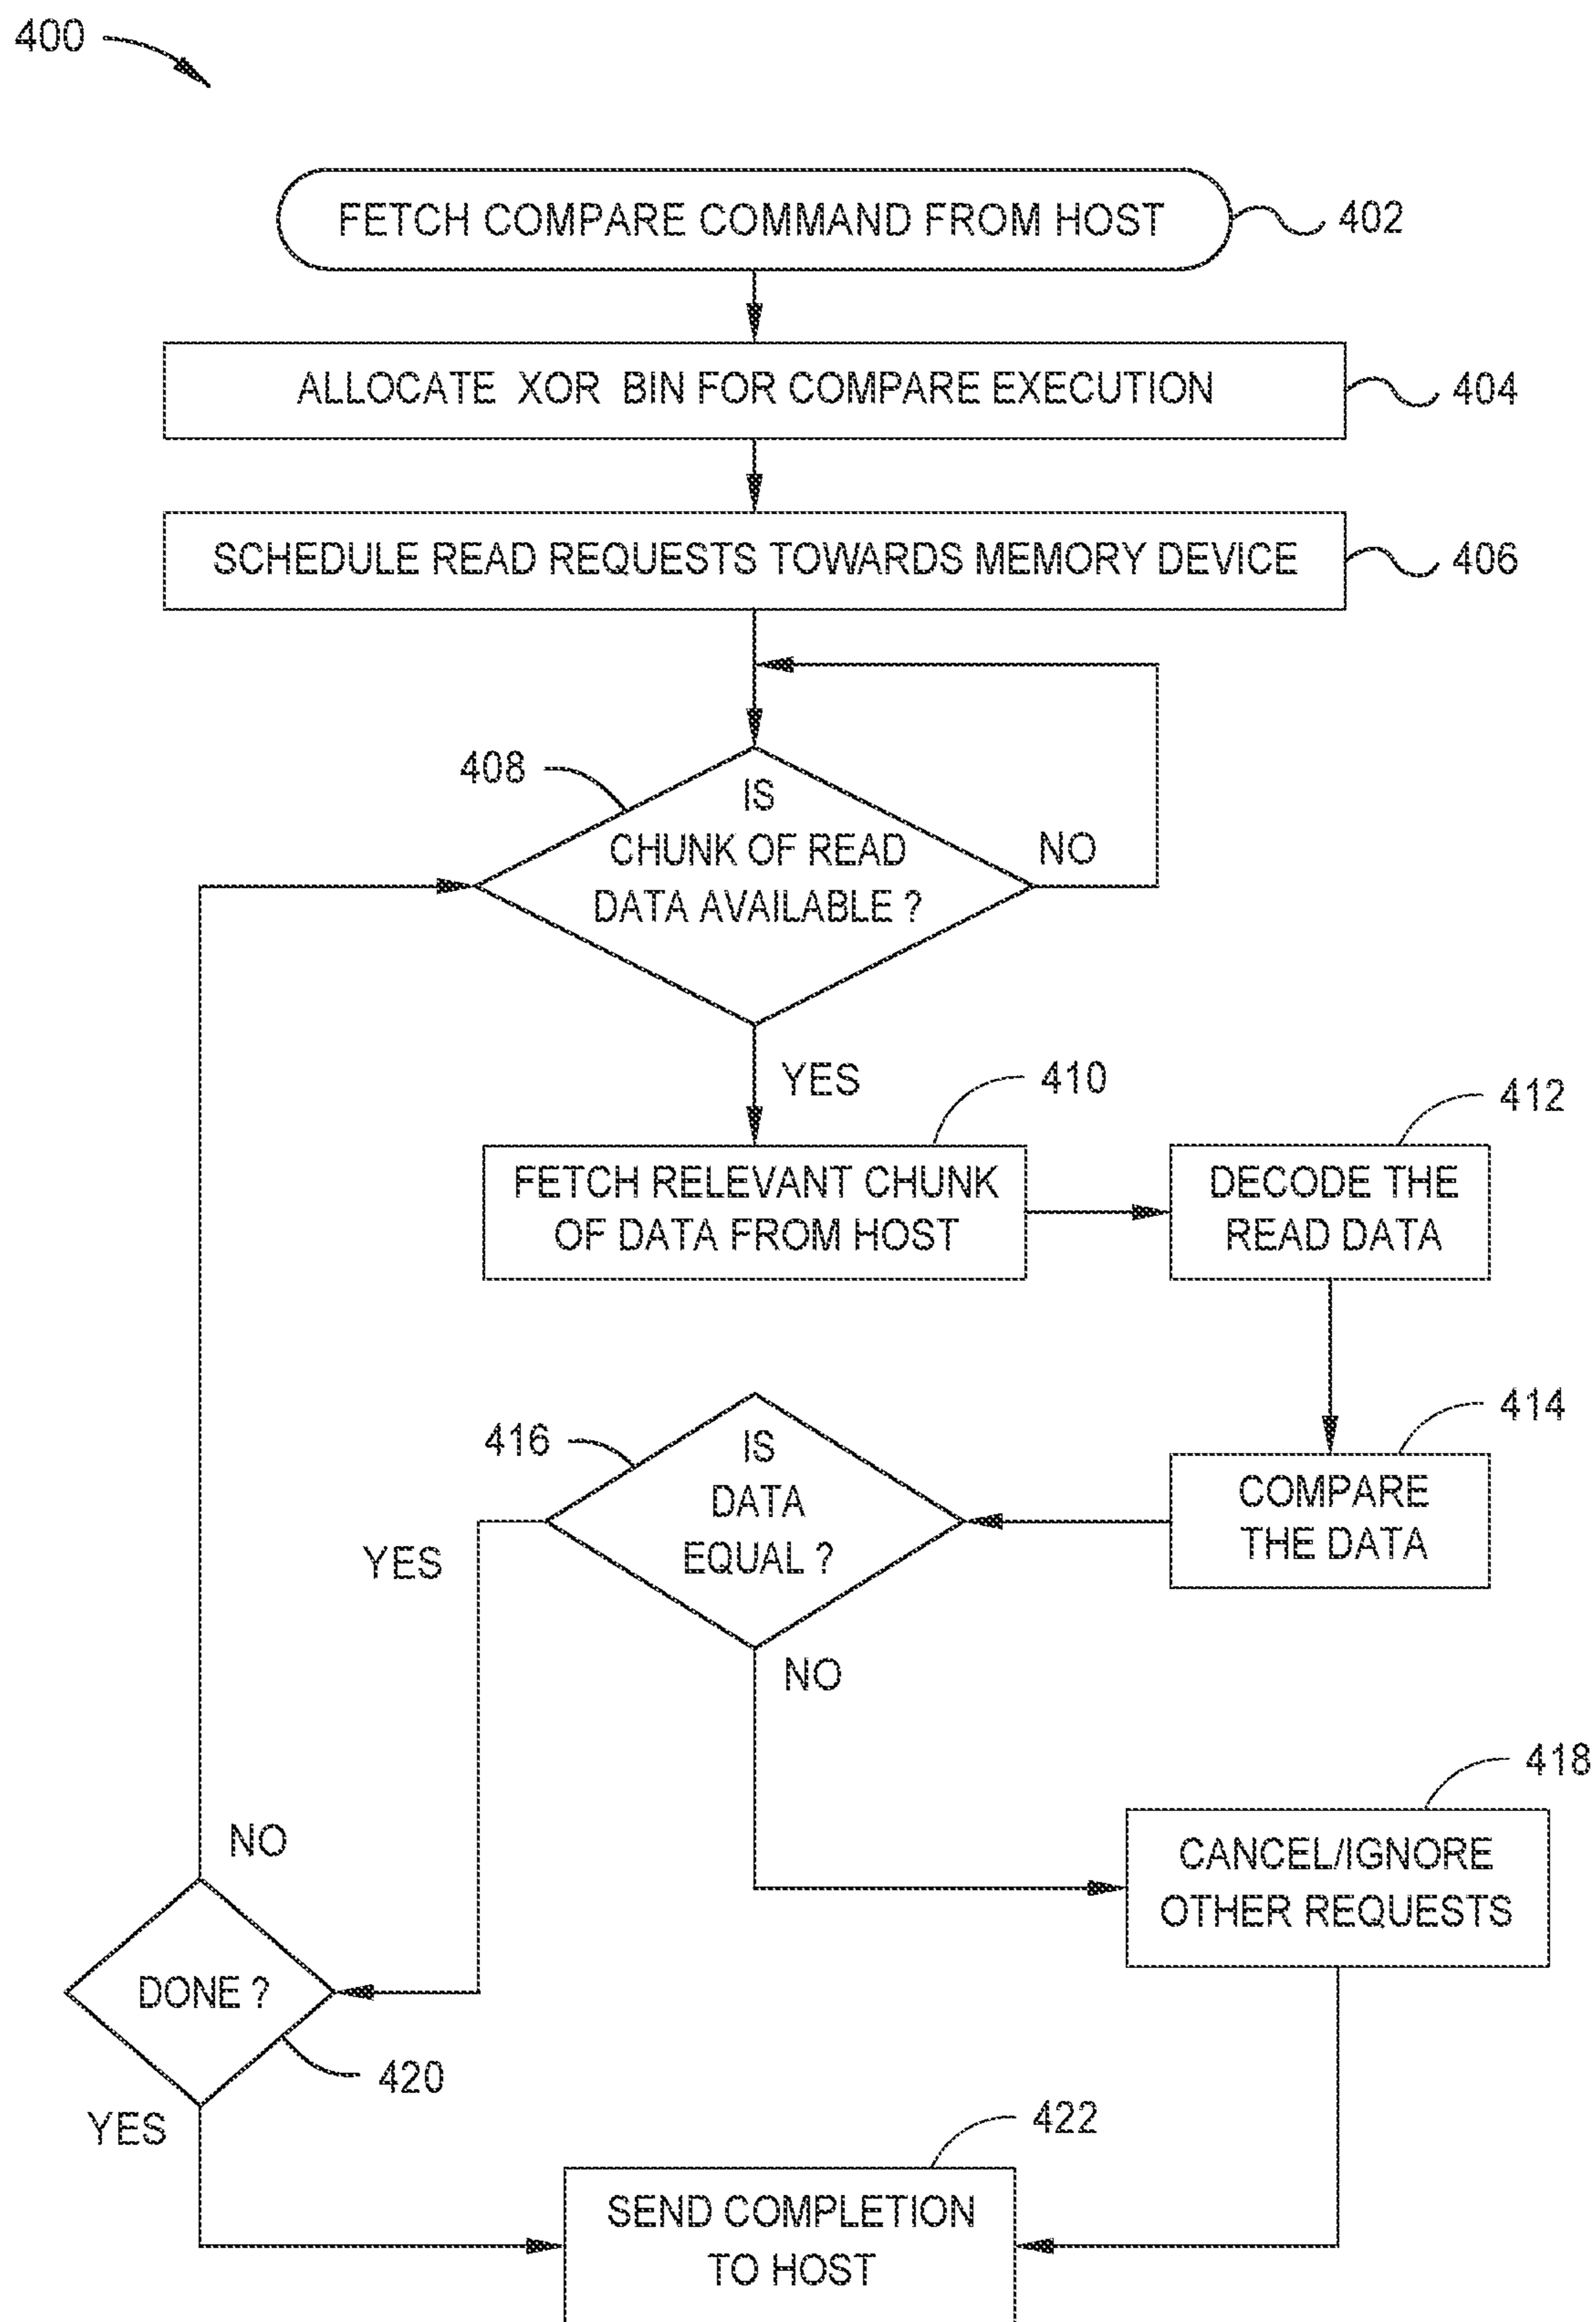 400
FETCH COMPARE COMMAND FROM HOST
402
ALLOCATE XOR BIN FOR COMPARE EXECUTION
404
SCHEDULE READ REQUESTS TOWARDS MEMORY DEVICE
406
408
IS
CHUNK OF READ
DATA AVAILABLE ?
NO
YES
410
FETCH RELEVANT CHUNK
OF DATA FROM HOST
412
DECODE THE
READ DATA
414
COMPARE
THE DATA
416
IS
DATA
EQUAL ?
YES
NO
418
CANCEL/IGNORE
OTHER REQUESTS
NO
DONE ?
420
YES
422
SEND COMPLETION
TO HOST